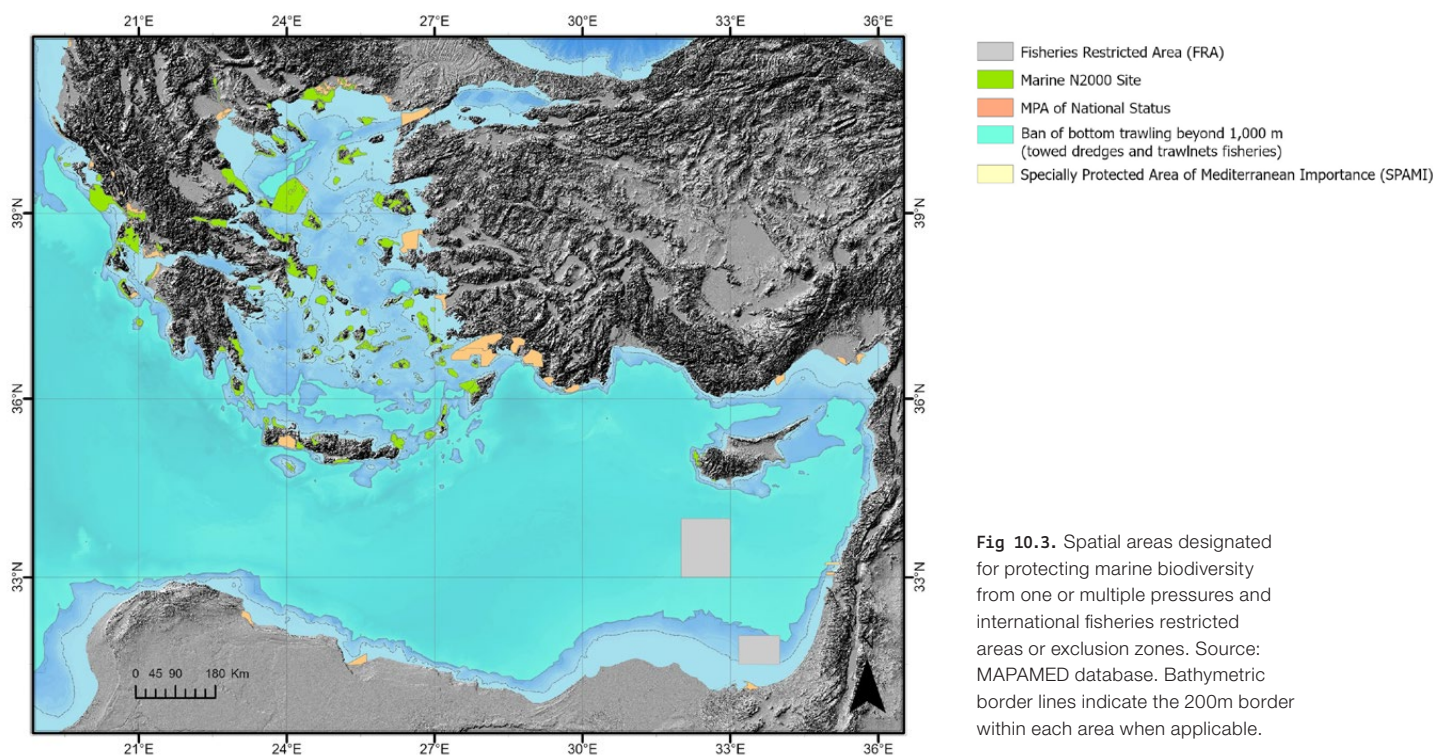 21°E 24°E 27°E 30°E 33°E 36°E
39°N 39°N
36°N 36°N
33°N 33°N
0 45 90 180 Km
21°E 24°E 27°E 30°E 33°E 36°E
Fisheries Restricted Area (FRA)
Marine N2000 Site
MPA of National Status
Ban of bottom trawling beyond 1,000 m
(towed dredges and trawlnets fisheries)
Specially Protected Area of Mediterranean Importance (SPAMI)
Fig 10.3. Spatial areas designated
for protecting marine biodiversity
from one or multiple pressures and
international fisheries restricted
areas or exclusion zones. Source:
MAPAMED database. Bathymetric
border lines indicate the 200m border
within each area when applicable.